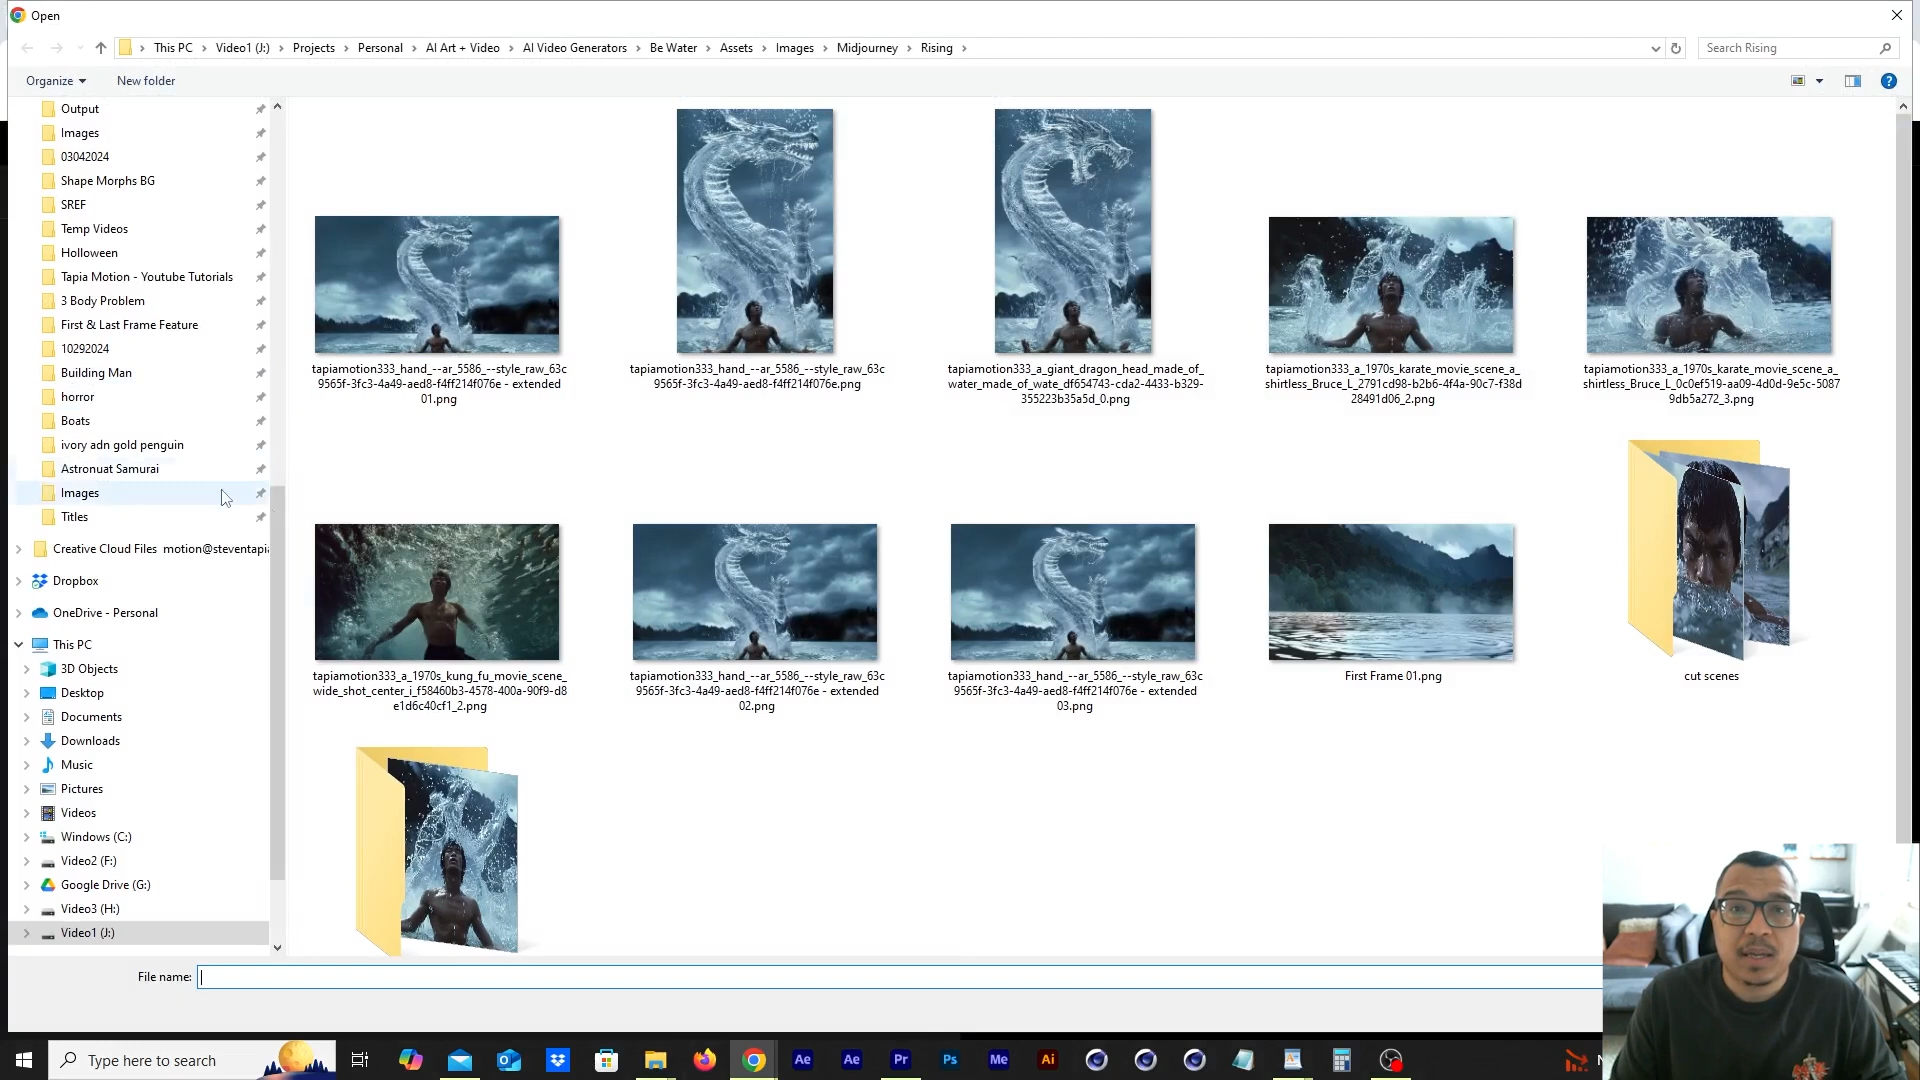 Open
This PC > Video1 (J:) > Projects > Personal > AI Art + Video > AI Video Generators > Be Water > Assets > Images > Midjourney > Rising >
Search Rising
Organize
New folder
Output
Images
03042024
Shape Morphs BG
SREF
Temp Videos
Holloween
Tapia Motion - Youtube Tutorials
3 Body Problem
First & Last Frame Feature
10292024
Building Man
horror
Boats
ivory adn gold penguin
Astronuat Samurai
Images
Titles
Creative Cloud Files motion@steventapia
Dropbox
OneDrive - Personal
This PC
3D Objects
Desktop
Documents
Downloads
Music
Pictures
Videos
Windows (C:)
Video2 (F:)
Google Drive (G:)
Video3 (H:)
Video1 (J:)
tapiamotion333_hand_--ar_5586_--style_raw_63c
9565f-3fc3-4a49-aed8-f4ff214f076e - extended
01.png
tapiamotion333_hand_--ar_5586_--style_raw_63c
9565f-3fc3-4a49-aed8-f4ff214f076e.png
tapiamotion333_a_giant_dragon_head_made_of_
water_made_of_wate_df654743-cda2-4433-b329-
355223b35a5d_0.png
tapiamotion333_a_1970s_karate_movie_scene_a_
shirtless_Bruce_L_2791cd98-b2b6-4f4a-90c7-f38d
28491d06_2.png
tapiamotion333_a_1970s_karate_movie_scene_a_
shirtless_Bruce_L_0c0ef519-aa09-4d0d-9e5c-5087
9db5a272_3.png
tapiamotion333_a_1970s_kung_fu_movie_scene_
wide_shot_center_i_f58460b3-4578-400a-90f9-d8
e1d6c40cf1_2.png
tapiamotion333_hand_--ar_5586_--style_raw_63c
9565f-3fc3-4a49-aed8-f4ff214f076e - extended
02.png
tapiamotion333_hand_--ar_5586_--style_raw_63c
9565f-3fc3-4a49-aed8-f4ff214f076e - extended
03.png
First Frame 01.png
cut scenes
File name:
Type here to search
Ae
Ae
Pr
Ps
Me
Ai